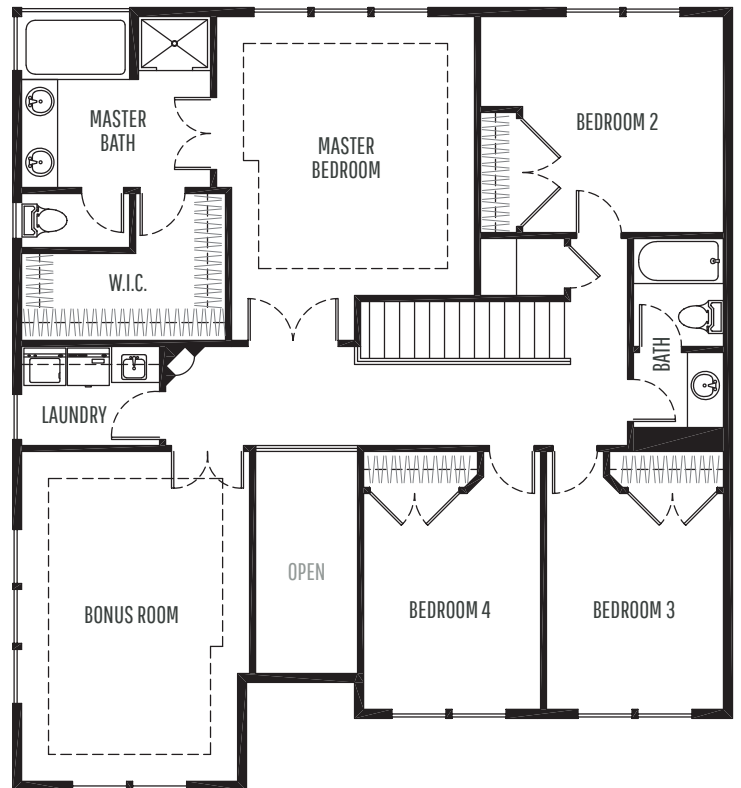 MASTER
BATH
MASTER
BEDROOM
BEDROOM 2
W.I.C.
BATH
LAUNDRY
OPEN
BONUS ROOM
BEDROOM 4
BEDROOM 3